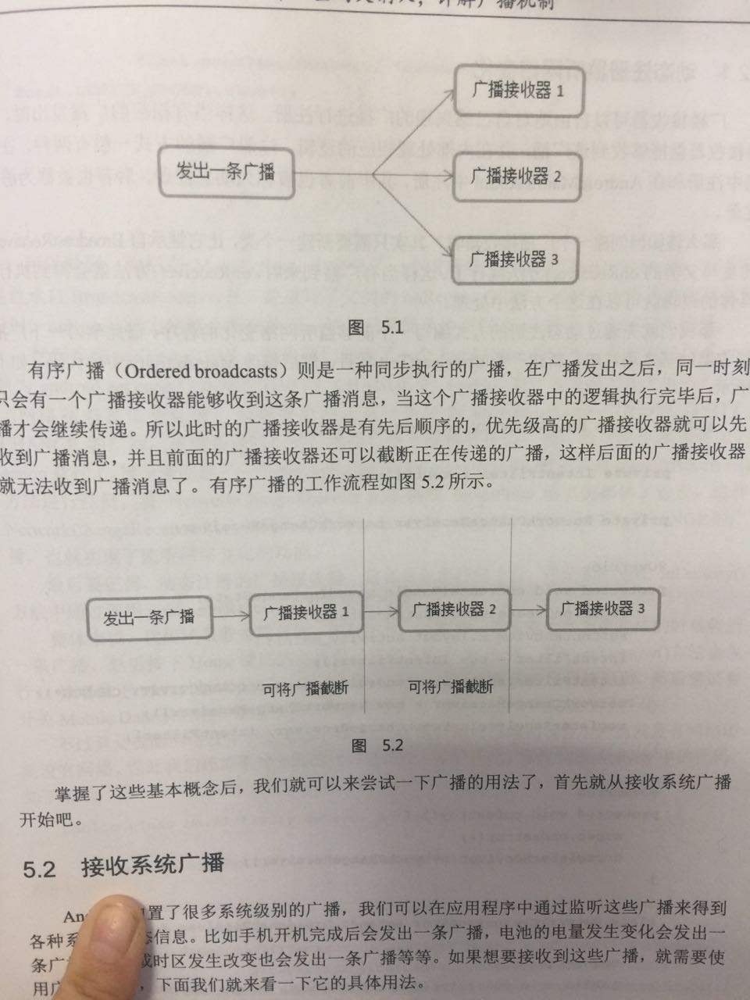 详解广播机制
广播接收器 1
发出一条广播
广播接收器 2
广播接收器 3
图 5.1
有序广播（Ordered broadcasts）则是一种同步执行的广播，在广播发出之后，同一时刻
只会有一个广播接收器能够收到这条广播消息，当这个广播接收器中的逻辑执行完毕后，广
播才会继续传递。所以此时的广播接收器是有先后顺序的，优先级高的广播接收器就可以先
收到广播消息，并且前面的广播接收器还可以截断正在传递的广播，这样后面的广播接收器
就无法收到广播消息了。有序广播的工作流程如图 5.2 所示。
发出一条广播 广播接收器 1 广播接收器 2 广播接收器 3
可将广播截断 可将广播截断
图 5.2
掌握了这些基本概念后，我们就可以来尝试一下广播的用法了，首先就从接收系统广播
开始吧。
5.2 接收系统广播
An 置了很多系统级别的广播，我们可以在应用程序中通过监听这些广播来得到
各种系 态信息。比如手机开机完成后会发出一条广播，电池的电量发生变化会发出一
条广 或时区发生改变也会发出一条广播等等。如果想要接收到这些广播，就需要使
用广 ，下面我们就来看一下它的具体用法。